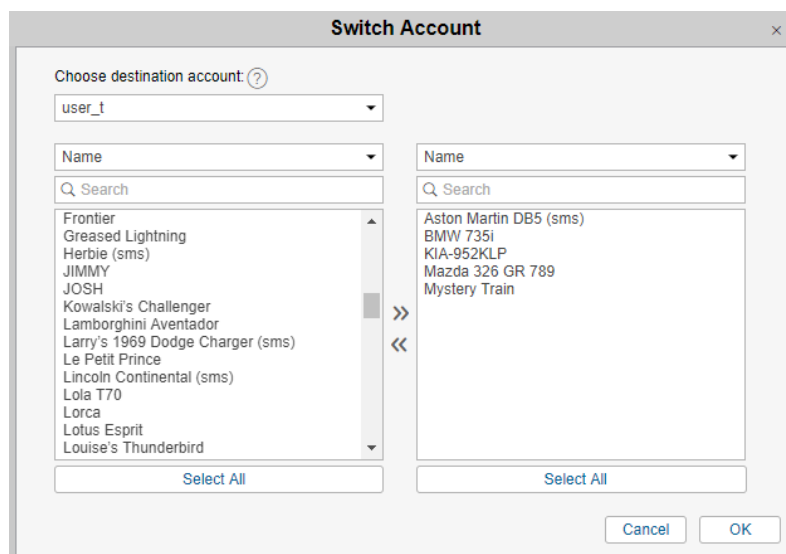 Switch Account
×
Choose destination account: ?
user_t
Name
Search
Frontier
Greased Lightning
Herbie (sms)
JIMMY
JOSH
Kowalski's Challenger
Lamborghini Aventador
Larry's 1969 Dodge Charger (sms)
Le Petit Prince
Lincoln Continental (sms)
Lola T70
Lorca
Lotus Esprit
Louise's Thunderbird
Select All
»
«
Name
Search
Aston Martin DB5 (sms)
BMW 735i
KIA-952KLP
Mazda 326 GR 789
Mystery Train
Select All
Cancel
OK